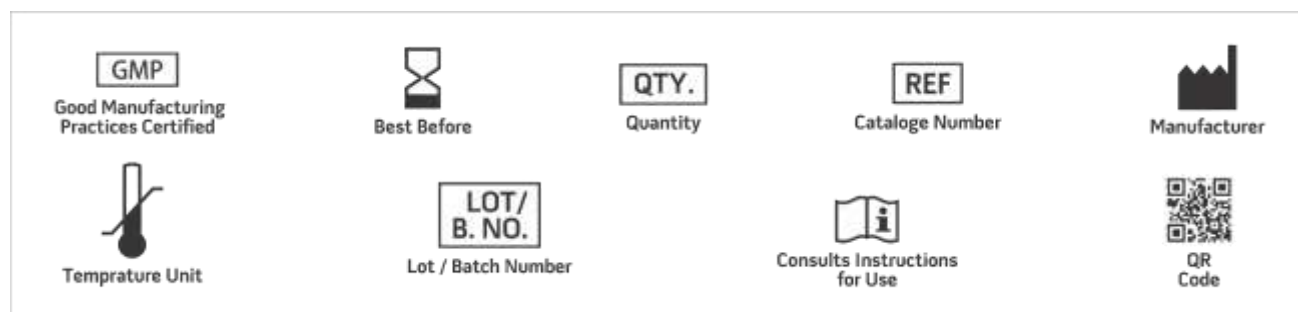 GMP
Good Manufacturing
Practices Certified
Best Before
QTY.
Quantity
REF
Cataloge Number
Manufacturer
Temprature Unit
LOT/
B. NO.
Lot / Batch Number
i
Consults Instructions
for Use
QR
Code